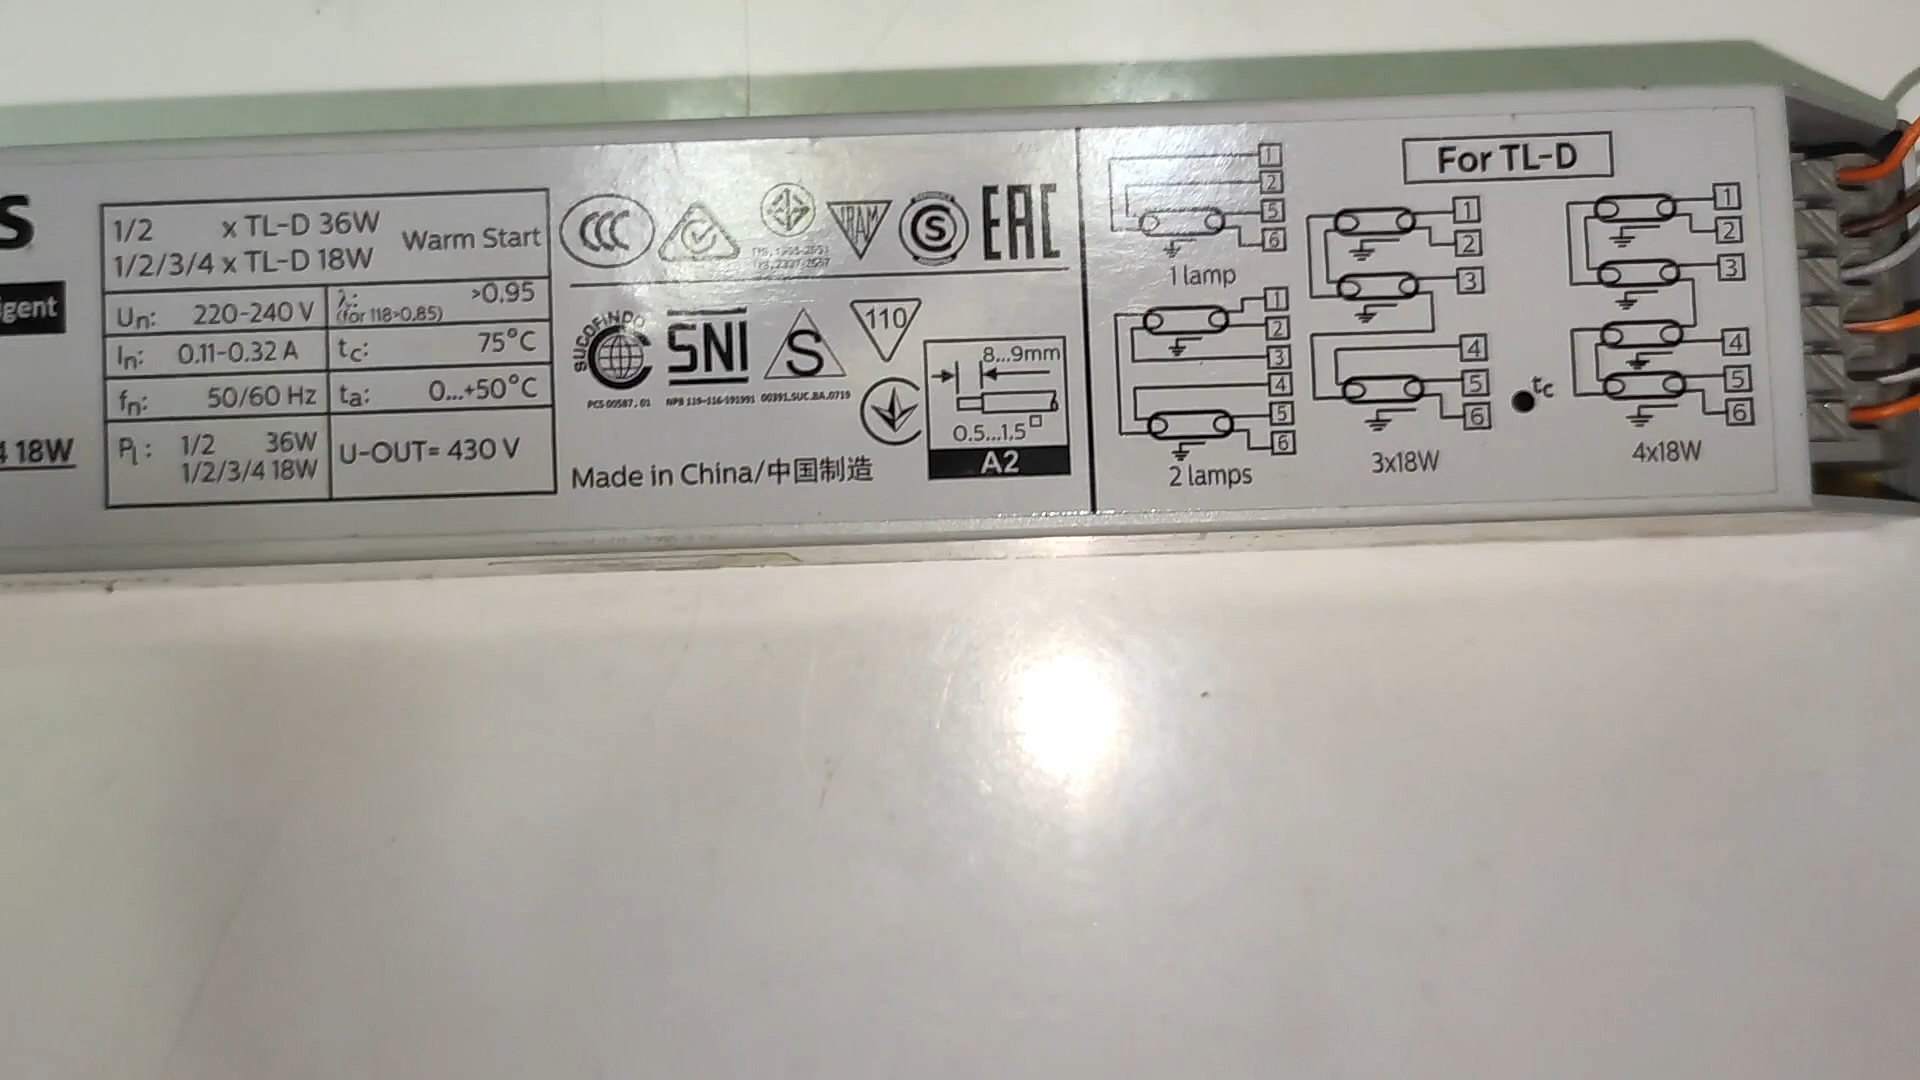 S
gent
4 18W
1/2 x TL-D 36W
1/2/3/4 x TL-D 18W
Warm Start
Un: 220-240 V
λ: >0.95
(for 118>0.85)
In: 0.11-0.32 A
tc: 75°C
fn: 50/60 Hz
ta: 0...+50°C
Pl: 1/2 36W
1/2/3/4 18W
U-OUT= 430 V
CCC
VRAM
S
EAC
SUCOFINDO
SNI
S
110
PCS 00587.01
NPB 119-116-191991
00391.SUC.BA.0719
8...9mm
0.5...1,5□
A2
Made in China/中国制造
For TL-D
1
2
5
6
1 lamp
1
2
3
4
5
6
2 lamps
1
2
3
4
5
6
3x18W
tc
1
2
3
4
5
6
4x18W